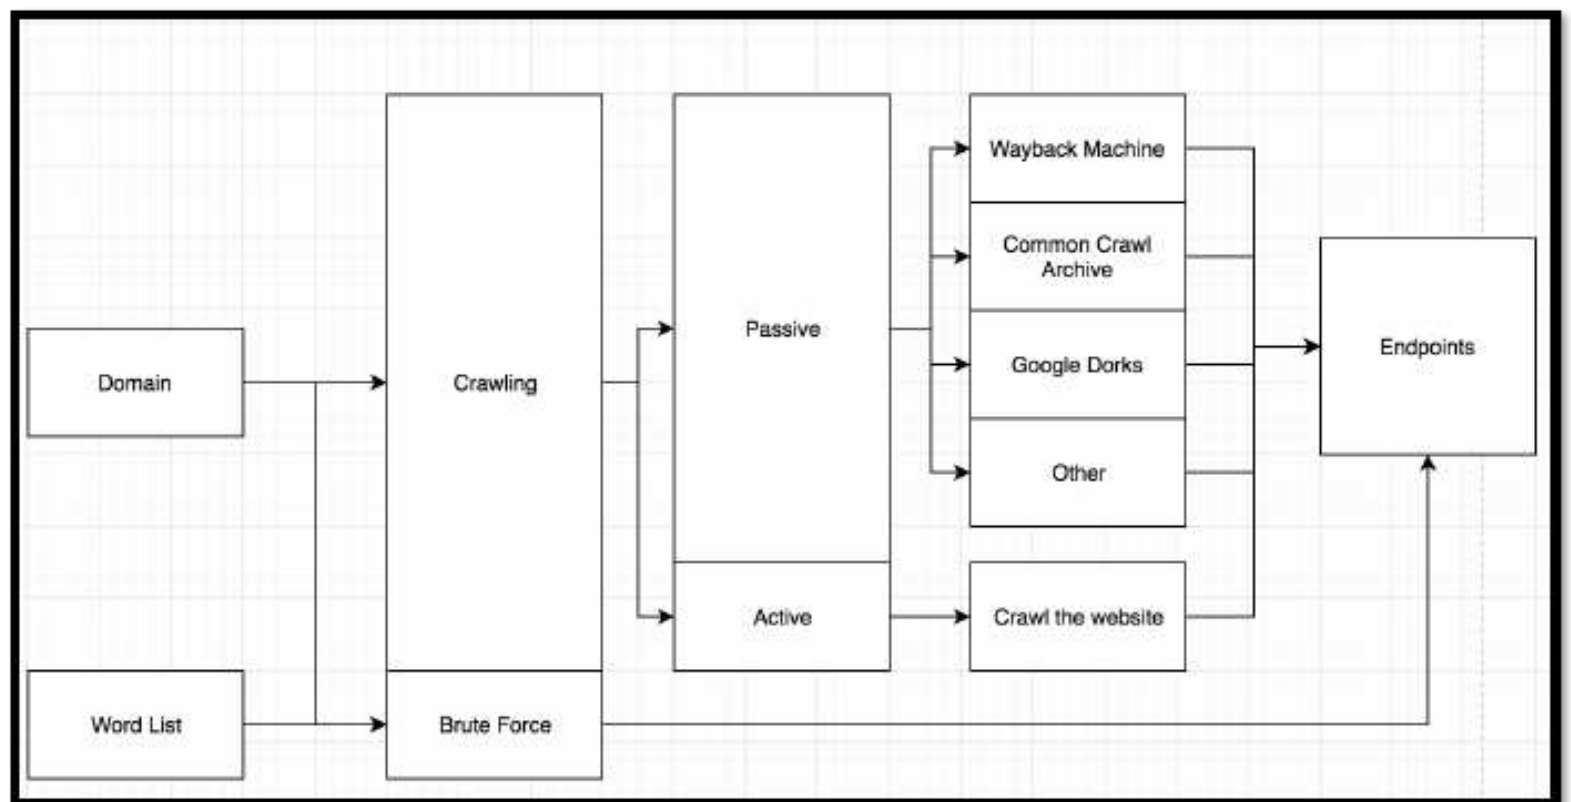 Wayback Machine
Common Crawl
Archive
Passive
Endpoints
Domain
Crawling
Google Dorks
Other
Active
Crawl the website
Word List
Brute Force